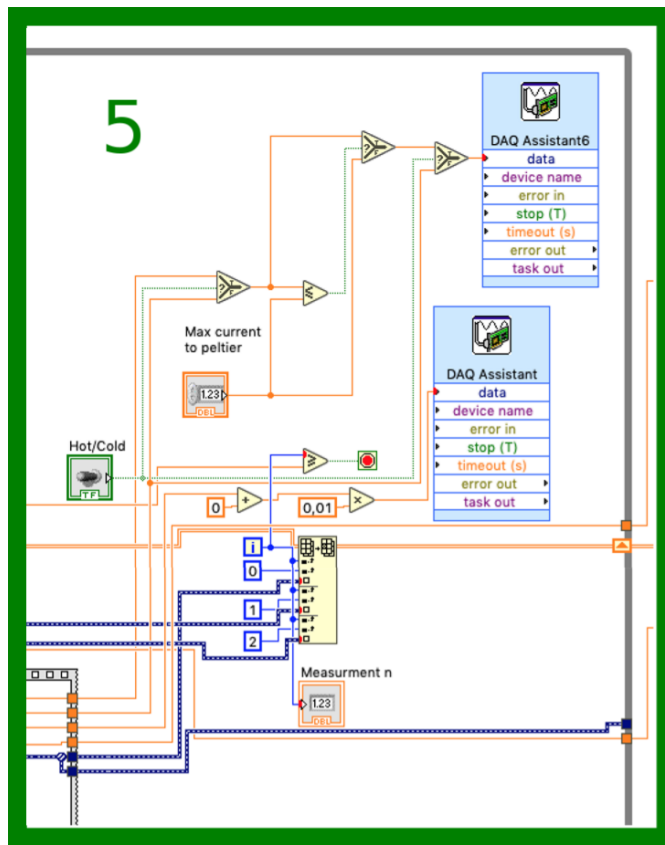 5
DAQ Assistant6
data
device name
error in
stop (T)
timeout (s)
error out
task out
Max current
to peltier
1.23
DBL
DAQ Assistant
data
device name
error in
stop (T)
timeout (s)
error out
task out
Hot/Cold
TF
0
+
0,01
×
i
0
1
2
Measurment n
1.23
DBL